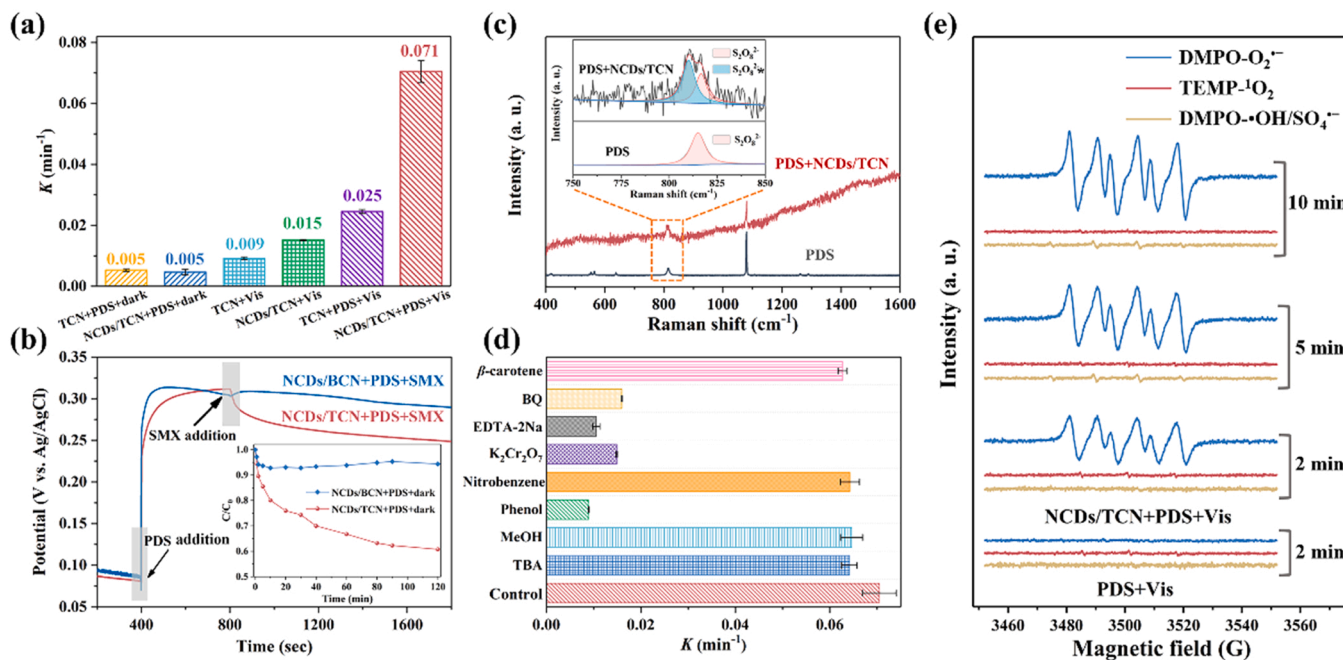 (a)
K (min⁻¹)
0.08
0.06
0.04
0.02
0.00
0.005
0.005
0.009
0.015
0.025
0.071
TCN+PDS+dark
NCDs/TCN+PDS+dark
TCN+Vis
NCDs/TCN+Vis
TCN+PDS+Vis
NCDs/TCN+PDS+Vis
(b)
Potential (V vs. Ag/AgCl)
0.35
0.30
0.25
0.20
0.15
0.10
0.05
NCDs/BCN+PDS+SMX
NCDs/TCN+PDS+SMX
SMX addition
PDS addition
C/C₀
1.0
0.9
0.8
0.7
0.6
0.5
NCDs/BCN+PDS+dark
NCDs/TCN+PDS+dark
0 20 40 60 80 100 120
Time (min)
400 800 1200 1600
Time (sec)
(c)
Intensity (a. u.)
Intensity (a. u.)
PDS+NCDs/TCN
S₂O₈²⁻
S₂O₈²⁻*
PDS
S₂O₈²⁻
750 775 800 825 850
Raman shift (cm⁻¹)
PDS+NCDs/TCN
PDS
400 600 800 1000 1200 1400 1600
Raman shift (cm⁻¹)
(d)
β-carotene
BQ
EDTA-2Na
K₂Cr₂O₇
Nitrobenzene
Phenol
MeOH
TBA
Control
0.00 0.02 0.04 0.06
K (min⁻¹)
(e)
Intensity (a. u.)
DMPO-O₂•⁻
TEMP-¹O₂
DMPO-•OH/SO₄•⁻
10 min
5 min
2 min
NCDs/TCN+PDS+Vis
2 min
PDS+Vis
3460 3480 3500 3520 3540 3560
Magnetic field (G)